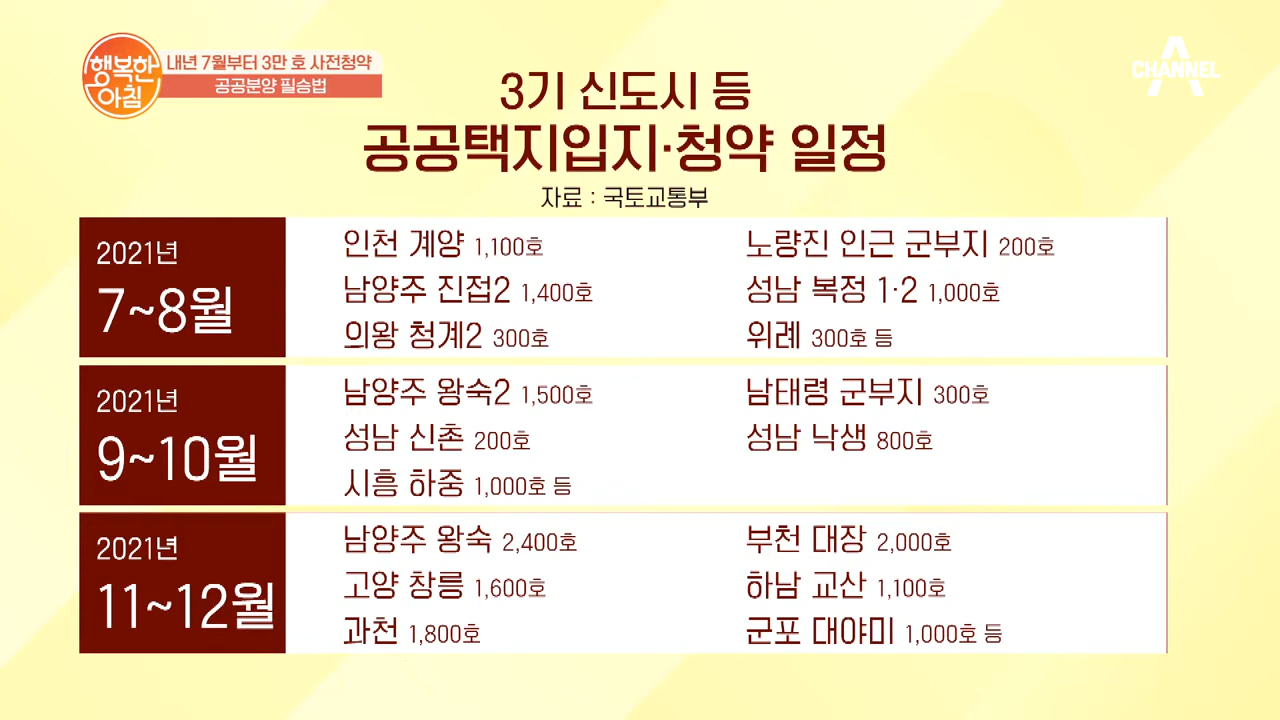 행복한
아침
내년 7월부터 3만 호 사전청약
공공분양 필승법
CHANNEL A
3기 신도시 등
공공택지입지·청약 일정
자료 : 국토교통부
2021년
7~8월
인천 계양 1,100호
노량진 인근 군부지 200호
남양주 진접2 1,400호
성남 복정 1·2 1,000호
의왕 청계2 300호
위례 300호 등
2021년
9~10월
남양주 왕숙2 1,500호
남태령 군부지 300호
성남 신촌 200호
성남 낙생 800호
시흥 하중 1,000호 등
2021년
11~12월
남양주 왕숙 2,400호
부천 대장 2,000호
고양 창릉 1,600호
하남 교산 1,100호
과천 1,800호
군포 대야미 1,000호 등